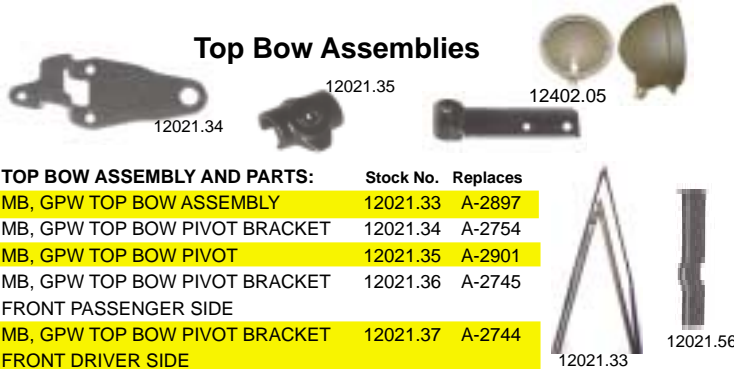 Top Bow Assemblies
12021.35
12402.05
12021.34
TOP BOW ASSEMBLY AND PARTS: Stock No. Replaces
MB, GPW TOP BOW ASSEMBLY 12021.33 A-2897
MB, GPW TOP BOW PIVOT BRACKET 12021.34 A-2754
MB, GPW TOP BOW PIVOT 12021.35 A-2901
MB, GPW TOP BOW PIVOT BRACKET 12021.36 A-2745
FRONT PASSENGER SIDE
MB, GPW TOP BOW PIVOT BRACKET 12021.37 A-2744
FRONT DRIVER SIDE
12021.56
12021.33